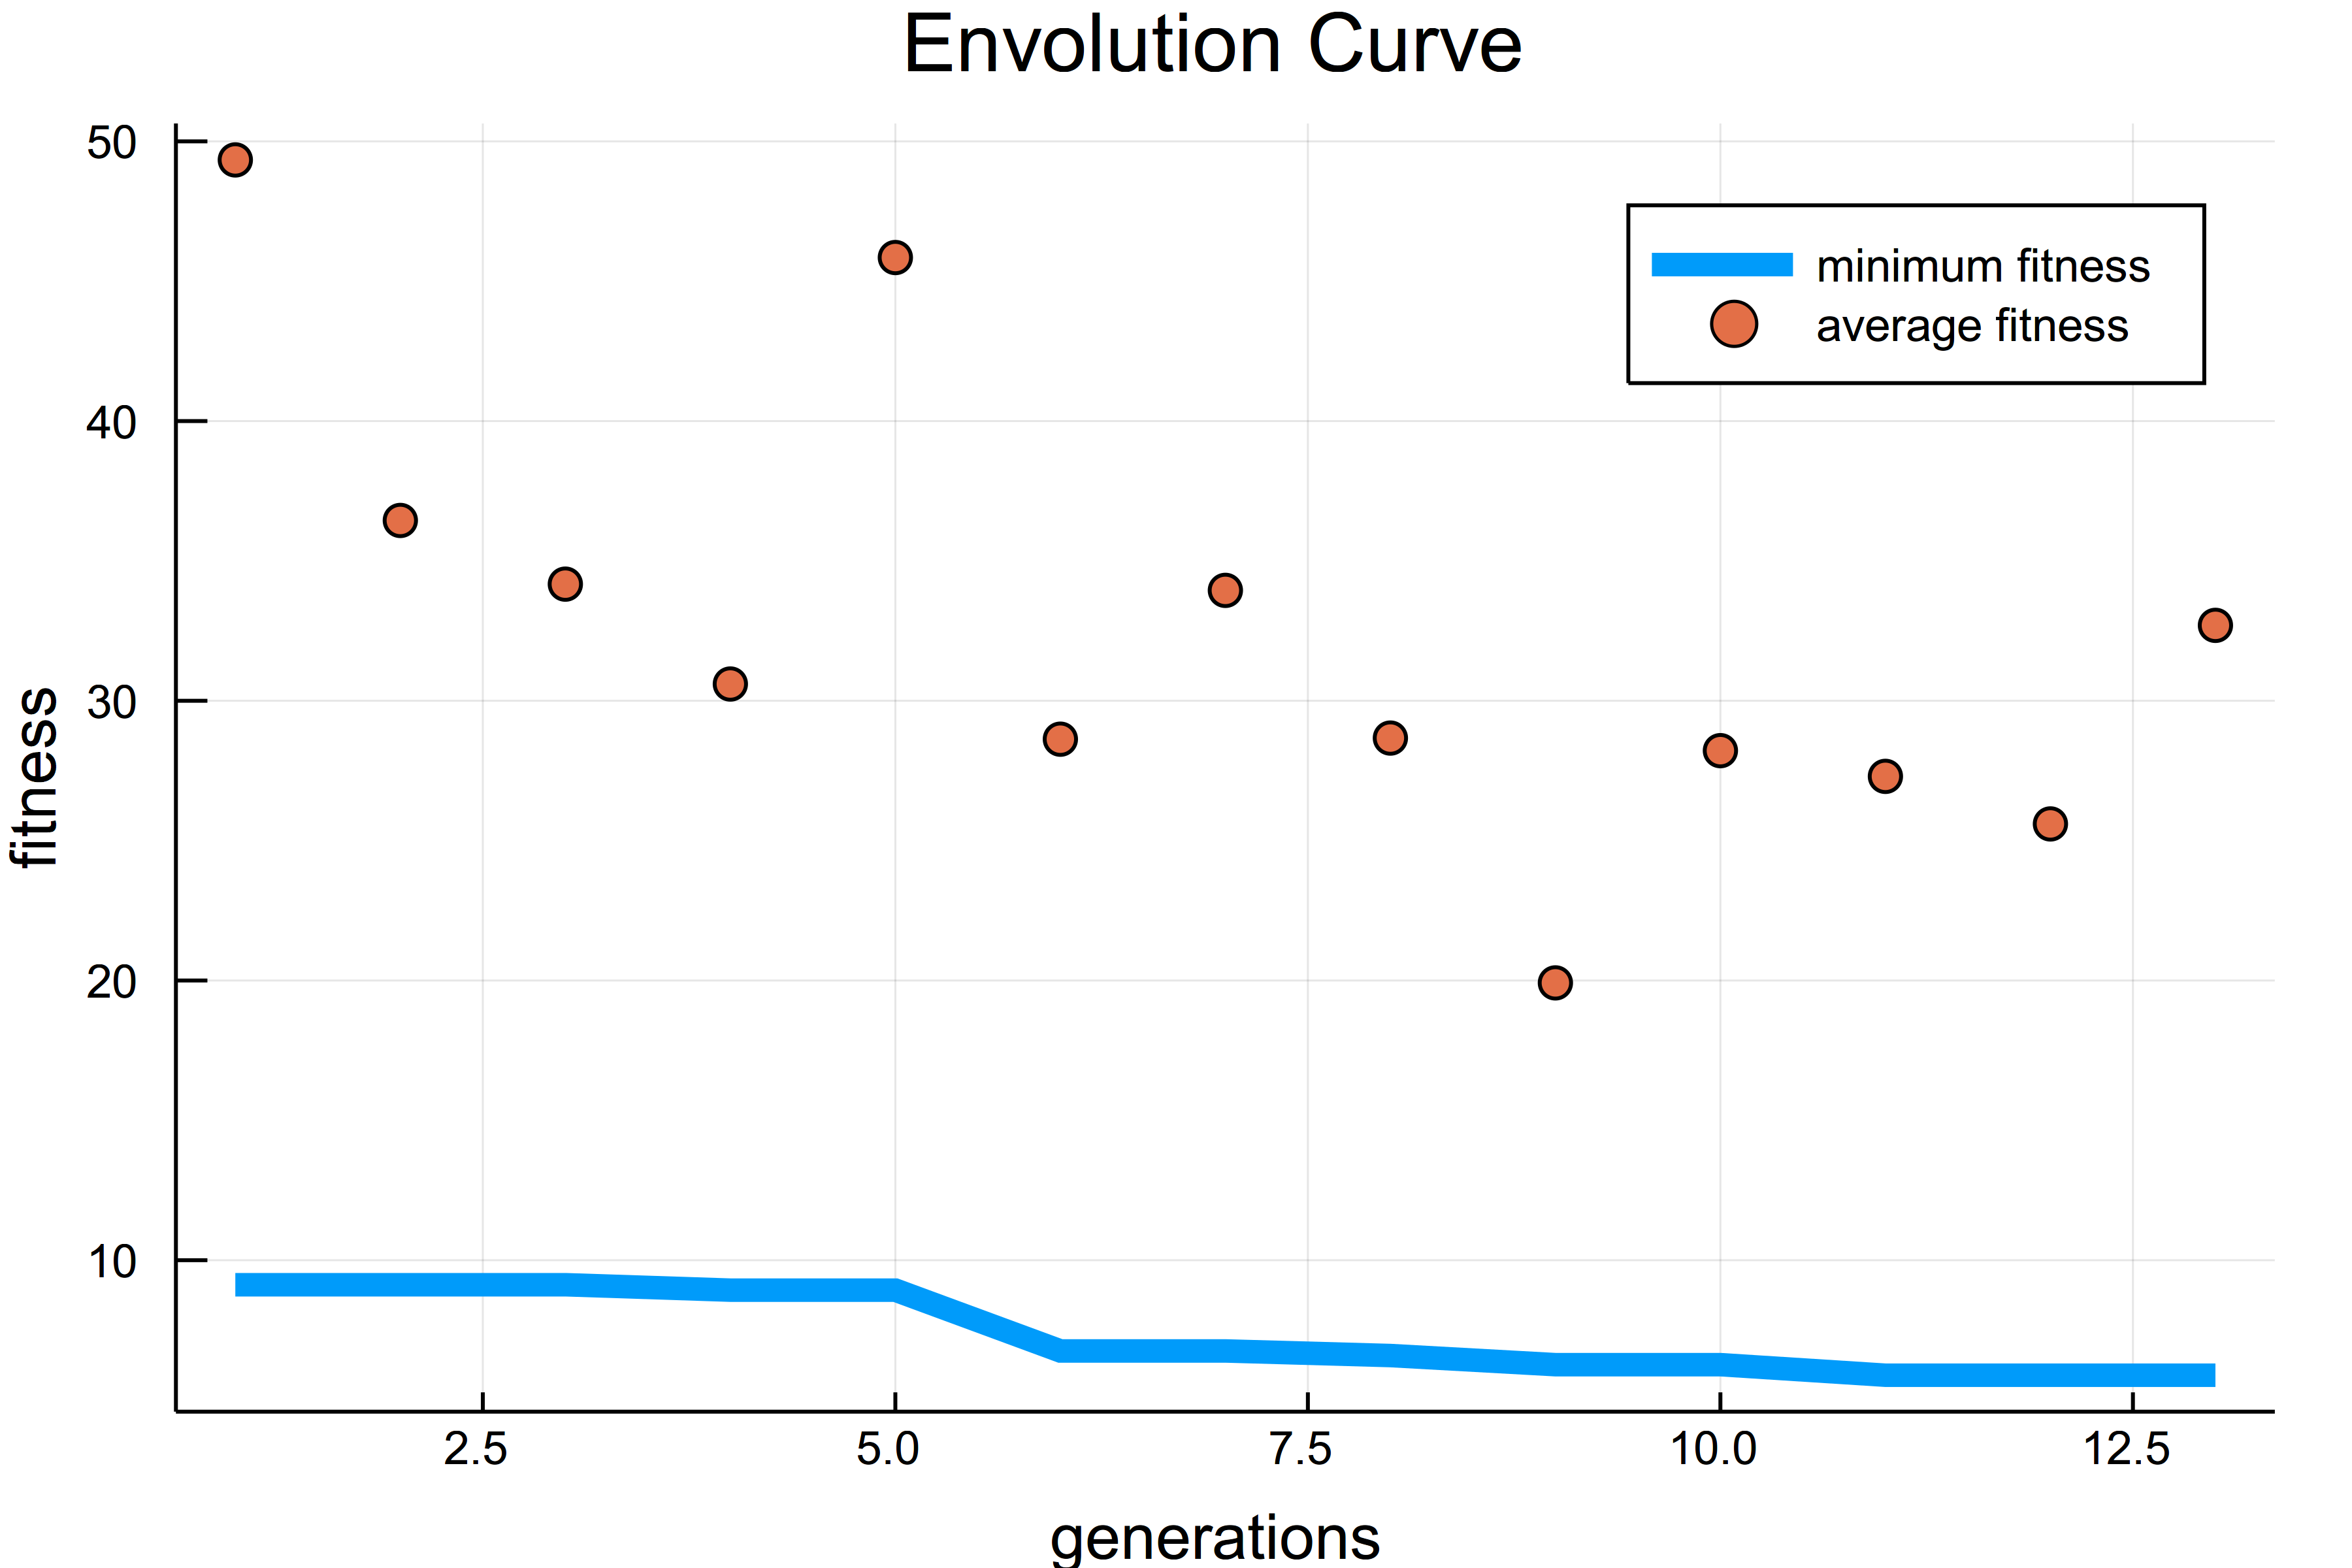 Envolution Curve
50
minimum fitness
average fitness
40
30
20
10
fitness
2.5 5.0 7.5 10.0 12.5
generations